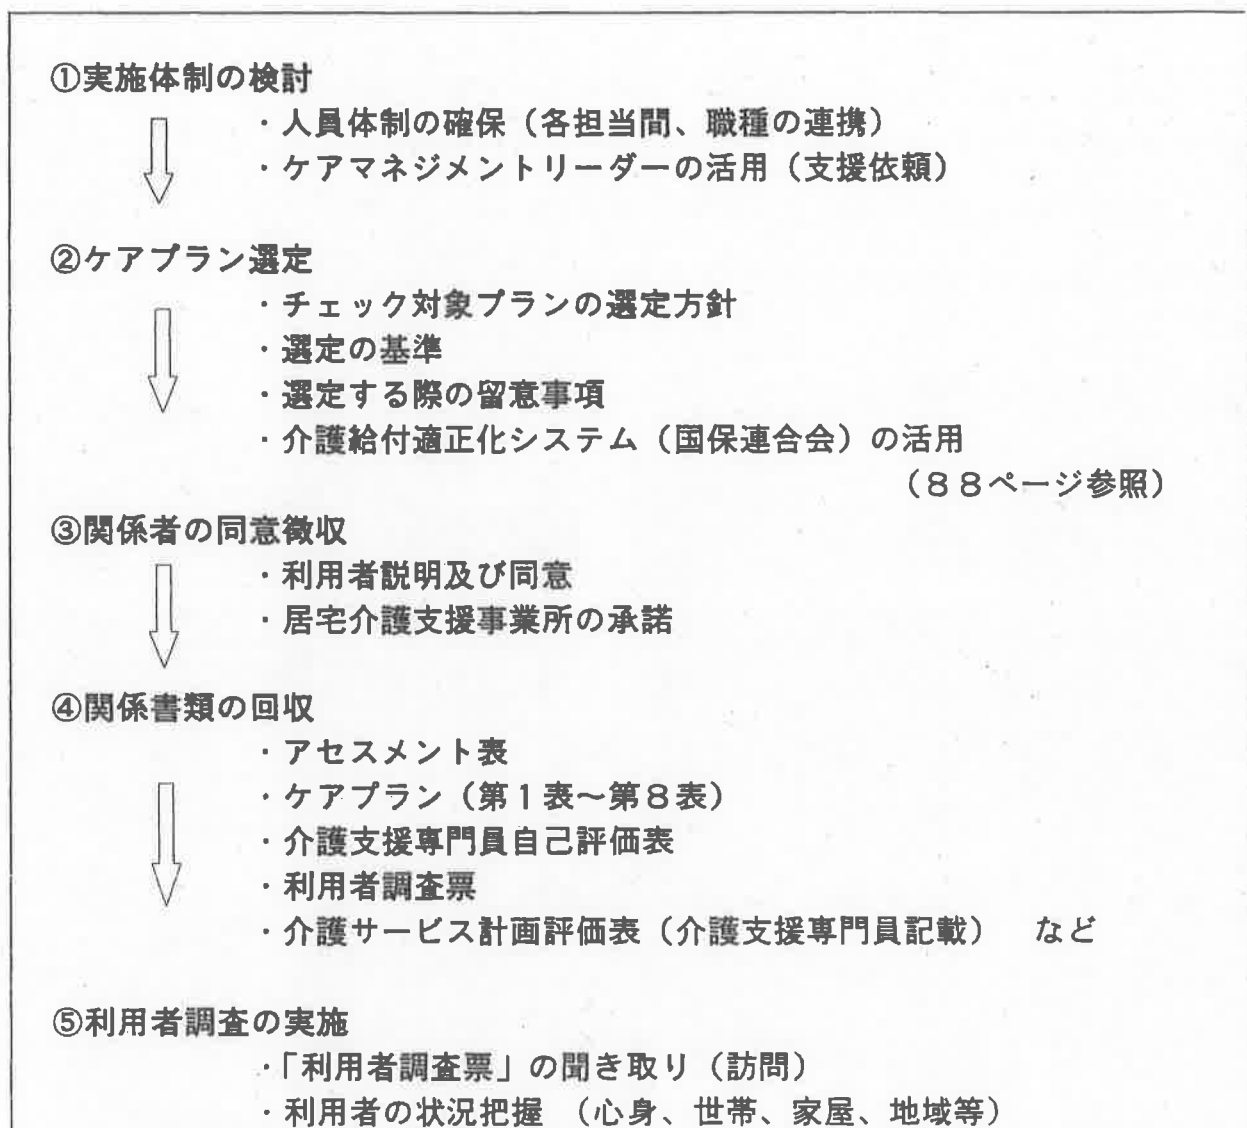 ①実施体制の検討
・人員体制の確保（各担当間、職種の連携）
・ケアマネジメントリーダーの活用（支援依頼）
②ケアプラン選定
・チェック対象プランの選定方針
・選定の基準
・選定する際の留意事項
・介護給付適正化システム（国保連合会）の活用
（８８ページ参照）
③関係者の同意徴収
・利用者説明及び同意
・居宅介護支援事業所の承諾
④関係書類の回収
・アセスメント表
・ケアプラン（第１表～第８表）
・介護支援専門員自己評価表
・利用者調査票
・介護サービス計画評価表（介護支援専門員記載）　など
⑤利用者調査の実施
・「利用者調査票」の聞き取り（訪問）
・利用者の状況把握　（心身、世帯、家屋、地域等）